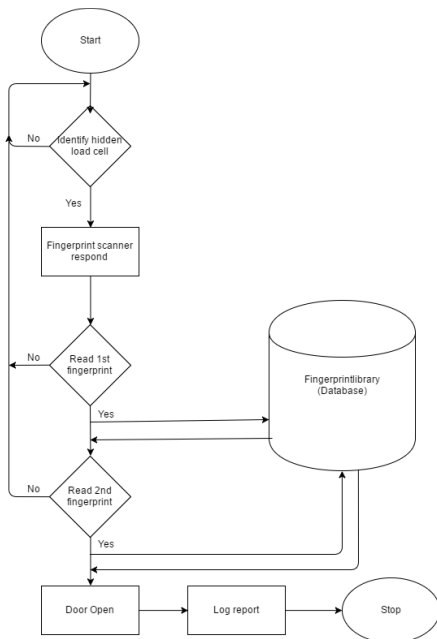 Start
No
Identify hidden
load cell
Yes
Fingerprint scanner
respond
No
Read 1st
fingerprint
Yes
Fingerprintlibrary
(Database)
No
Read 2nd
fingerprint
Yes
Door Open
Log report
Stop